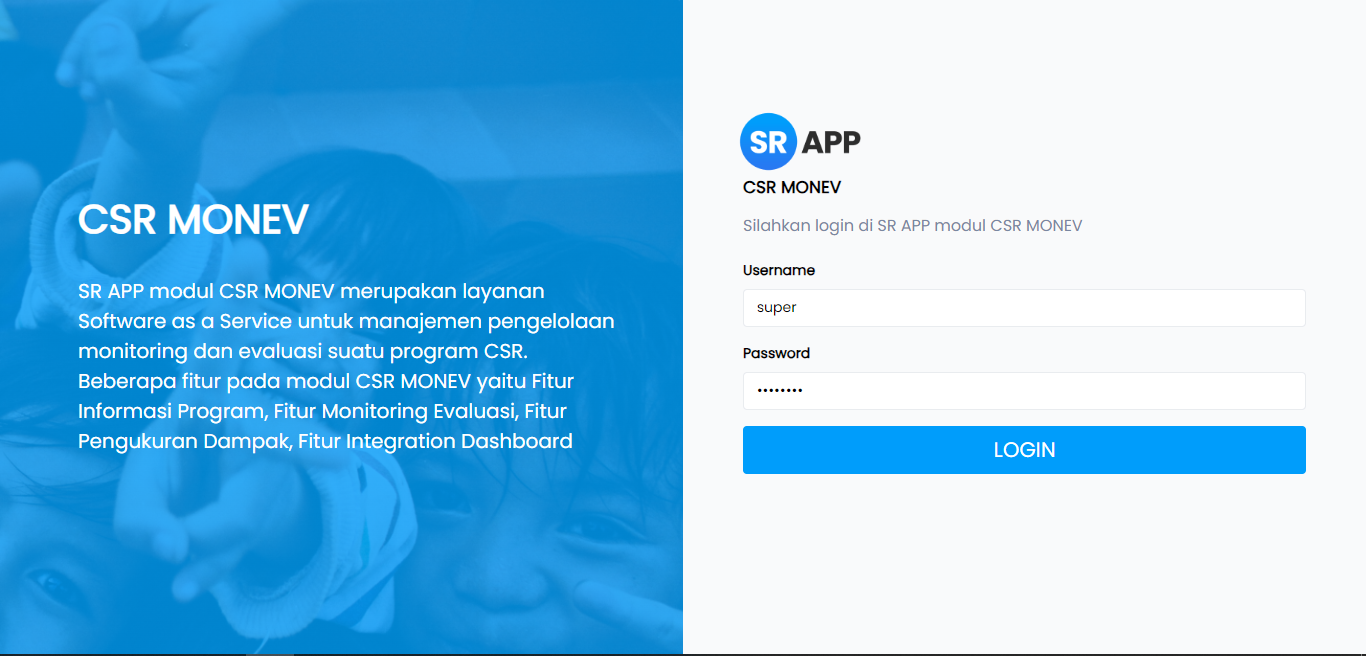 CSR MONEV
SR APP modul CSR MONEV merupakan layanan
Software as a Service untuk manajemen pengelolaan
monitoring dan evaluasi suatu program CSR.
Beberapa fitur pada modul CSR MONEV yaitu Fitur
Informasi Program, Fitur Monitoring Evaluasi, Fitur
Pengukuran Dampak, Fitur Integration Dashboard
SR APP
CSR MONEV
Silahkan login di SR APP modul CSR MONEV
Username
super
Password
••••••••
LOGIN